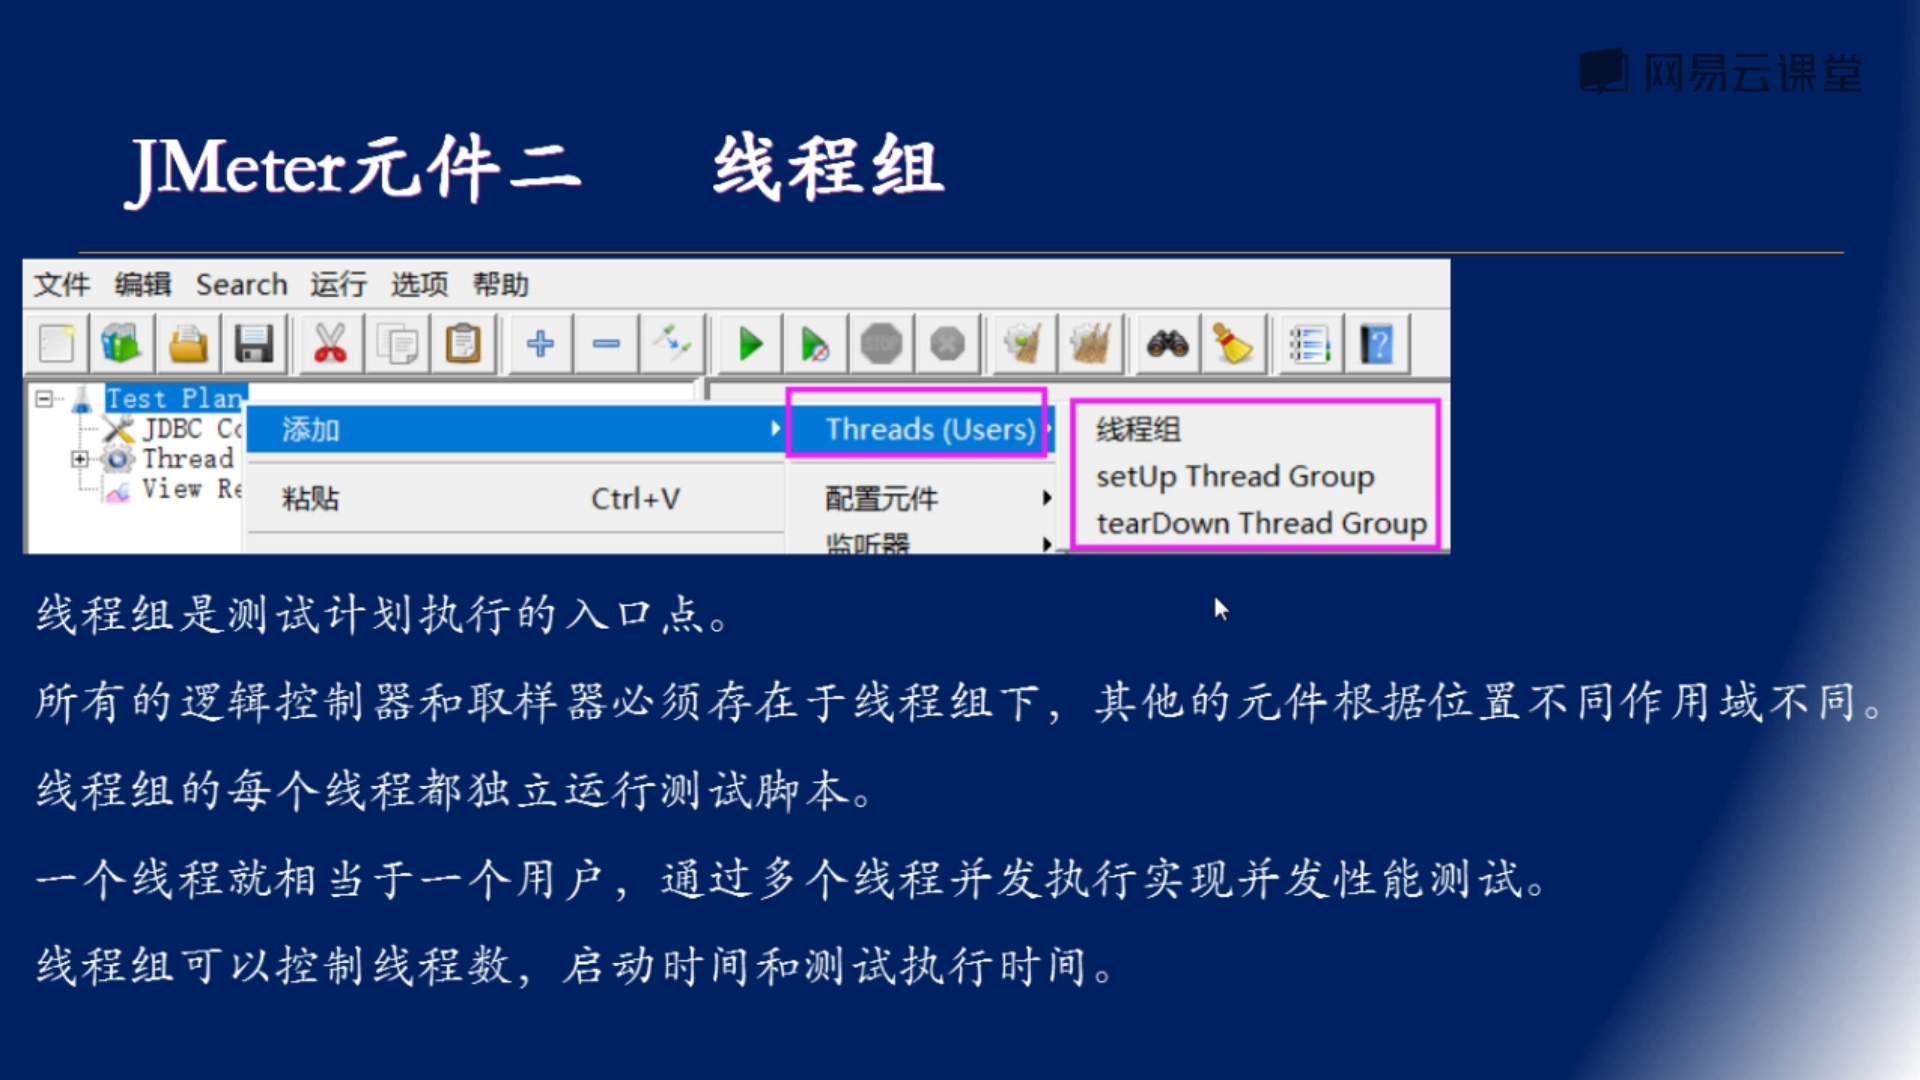 网易云课堂
JMeter元件二 线程组
文件 编辑 Search 运行 选项 帮助
STOP
Test Plan
添加 Threads (Users) 线程组
JDBC Co
Thread
setUp Thread Group
View Re
粘贴 Ctrl+V 配置元件
tearDown Thread Group
监听器
线程组是测试计划执行的入口点。
所有的逻辑控制器和取样器必须存在于线程组下，其他的元件根据位置不同作用域不同。
线程组的每个线程都独立运行测试脚本。
一个线程就相当于一个用户，通过多个线程并发执行实现并发性能测试。
线程组可以控制线程数，启动时间和测试执行时间。